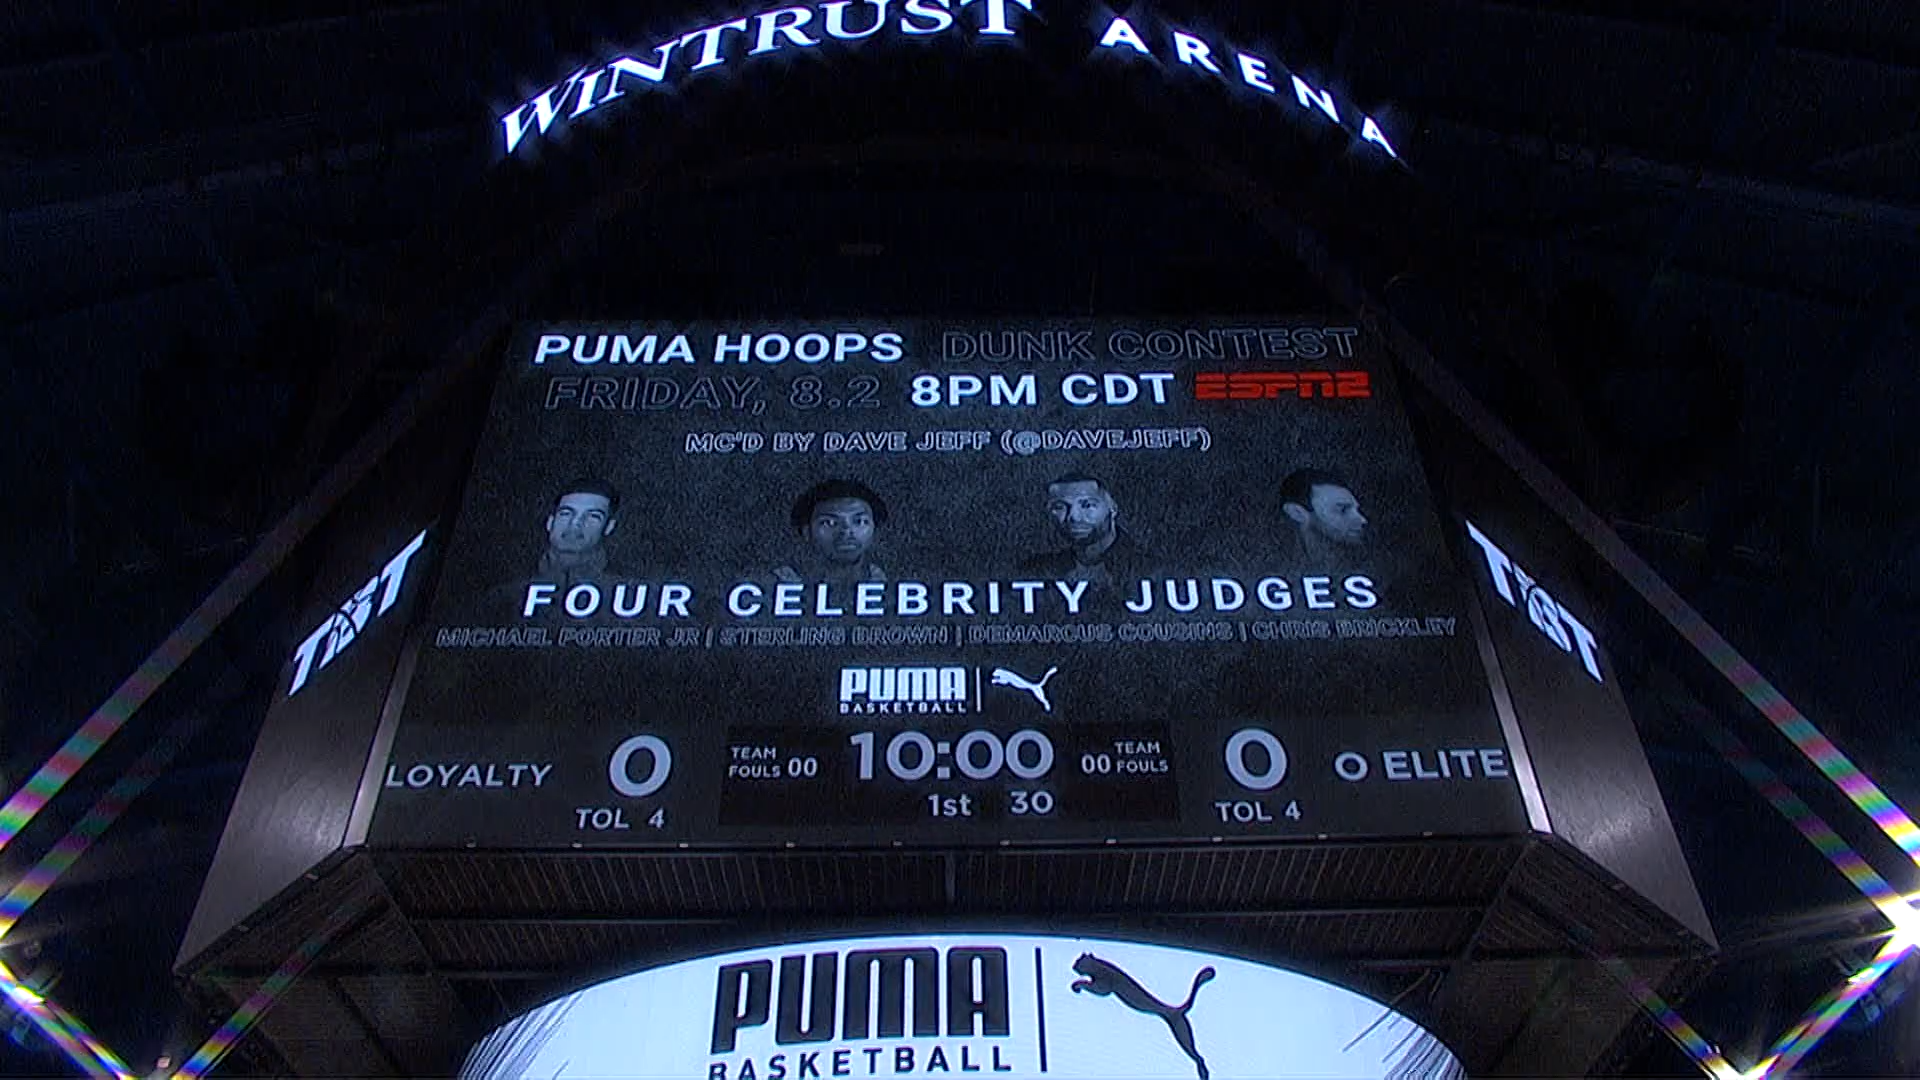 WINTRUST ARENA
PUMA HOOPS DUNK CONTEST
FRIDAY, 8.2 8PM CDT ESPN2
MC'D BY DAVE JEFF (@DAVEJEFF)
FOUR CELEBRITY JUDGES
MICHAEL PORTER JR | STERLING BROWN | DEMARCUS COUSINS | CHRIS BRICKLEY
PUMA
BASKETBALL
TBT
TBT
LOYALTY 0 TEAM FOULS 00 10:00 00 TEAM FOULS 0 O ELITE
TOL 4 1st 30 TOL 4
PUMA
BASKETBALL